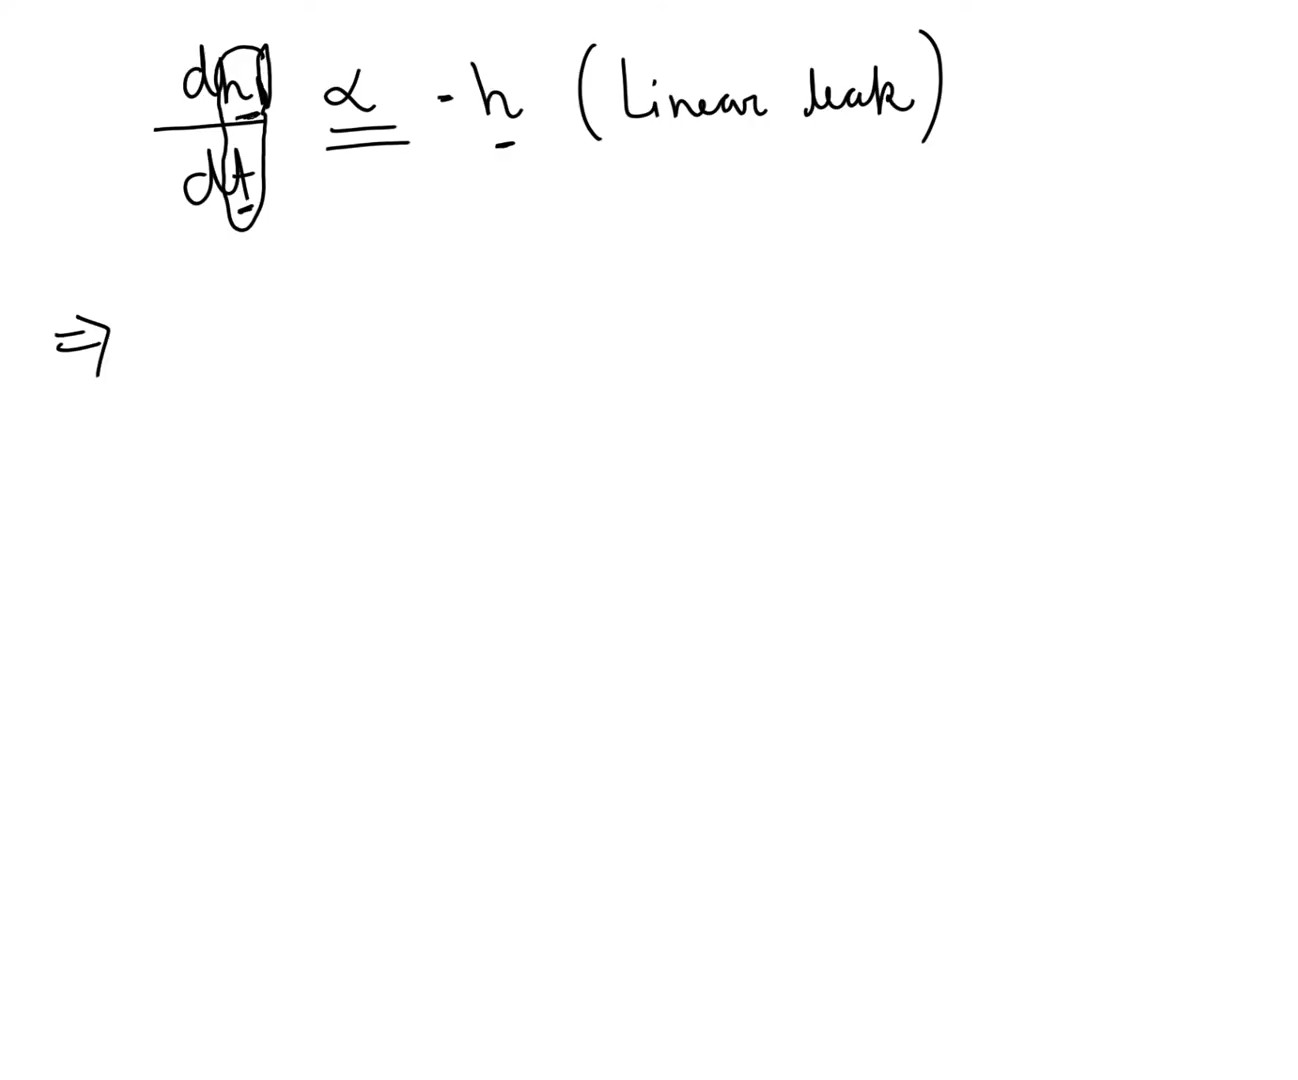 dh/dt ∝ - h (Linear leak)
⇒